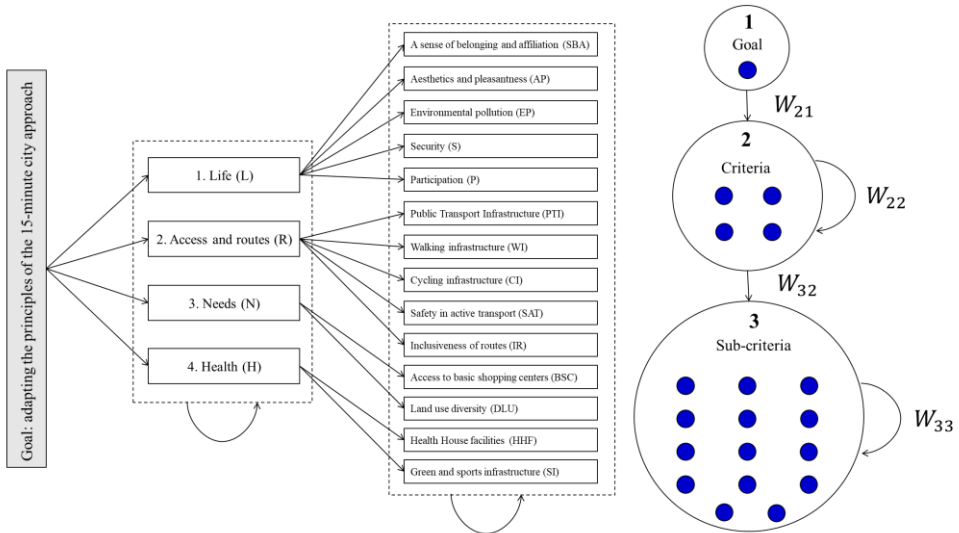 Goal: adapting the principles of the 15-minute city approach
1. Life (L)
2. Access and routes (R)
3. Needs (N)
4. Health (H)
A sense of belonging and affiliation (SBA)
Aesthetics and pleasantness (AP)
Environmental pollution (EP)
Security (S)
Participation (P)
Public Transport Infrastructure (PTI)
Walking infrastructure (WI)
Cycling infrastructure (CI)
Safety in active transport (SAT)
Inclusiveness of routes (IR)
Access to basic shopping centers (BSC)
Land use diversity (DLU)
Health House facilities (HHF)
Green and sports infrastructure (SI)
1
Goal
W21
2
Criteria
W22
W32
3
Sub-criteria
W33